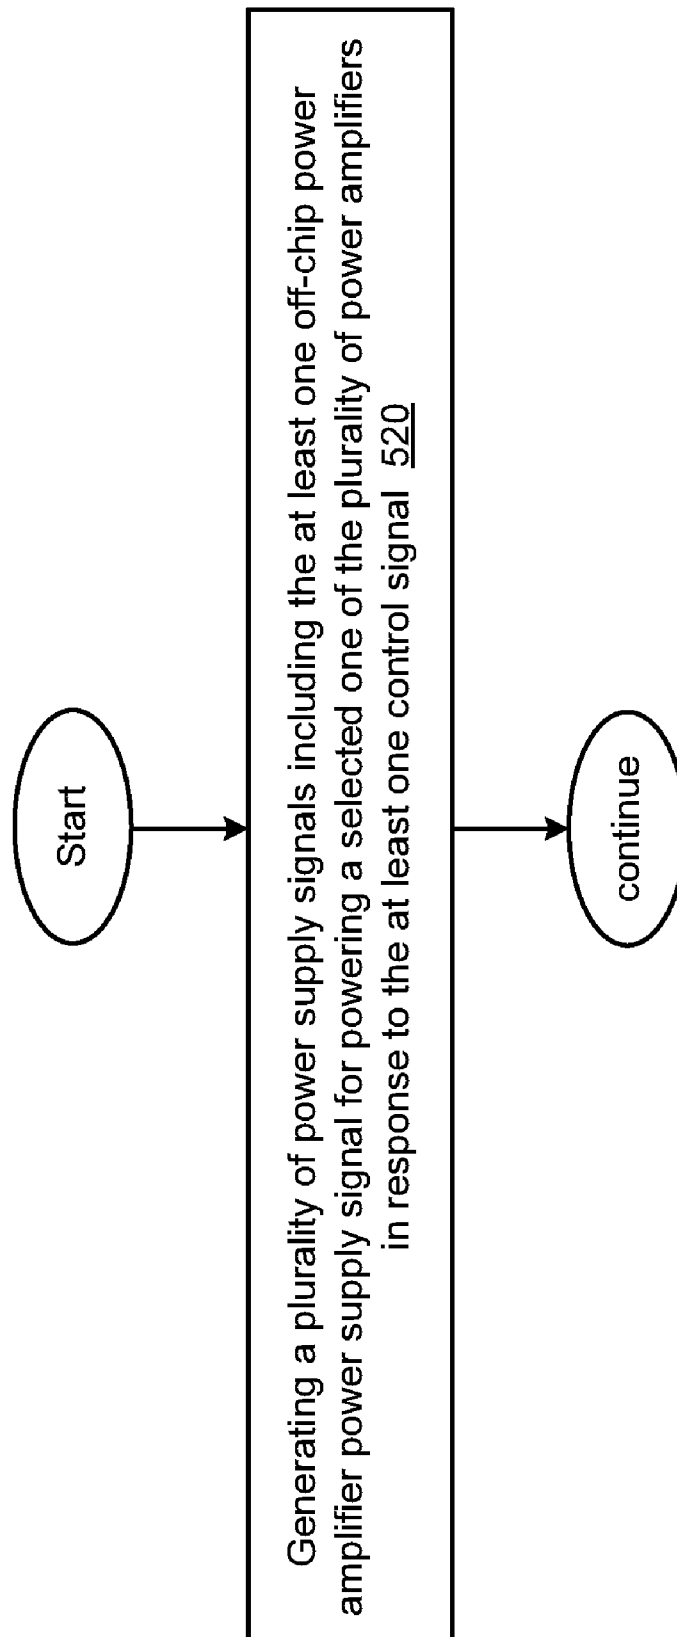 Start
Generating a plurality of power supply signals including the at least one off-chip power
amplifier power supply signal for powering a selected one of the plurality of power amplifiers
in response to the at least one control signal 520
continue